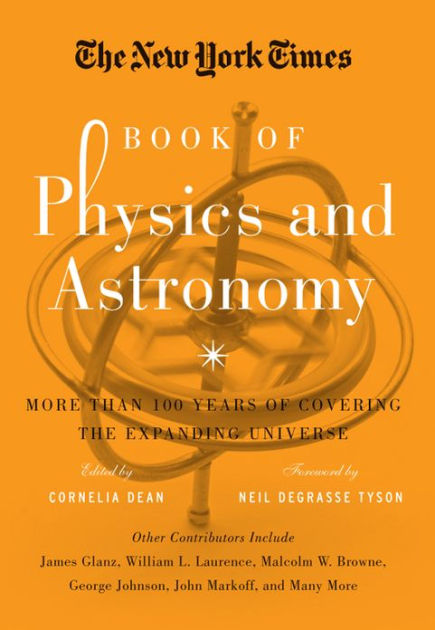 The New York Times
BOOK OF
Physics and
Astronomy
MORE THAN 100 YEARS OF COVERING
THE EXPANDING UNIVERSE
Edited by
CORNELIA DEAN
Foreword by
NEIL DEGRASSE TYSON
Other Contributors Include
James Glanz, William L. Laurence, Malcolm W. Browne,
George Johnson, John Markoff, and Many More